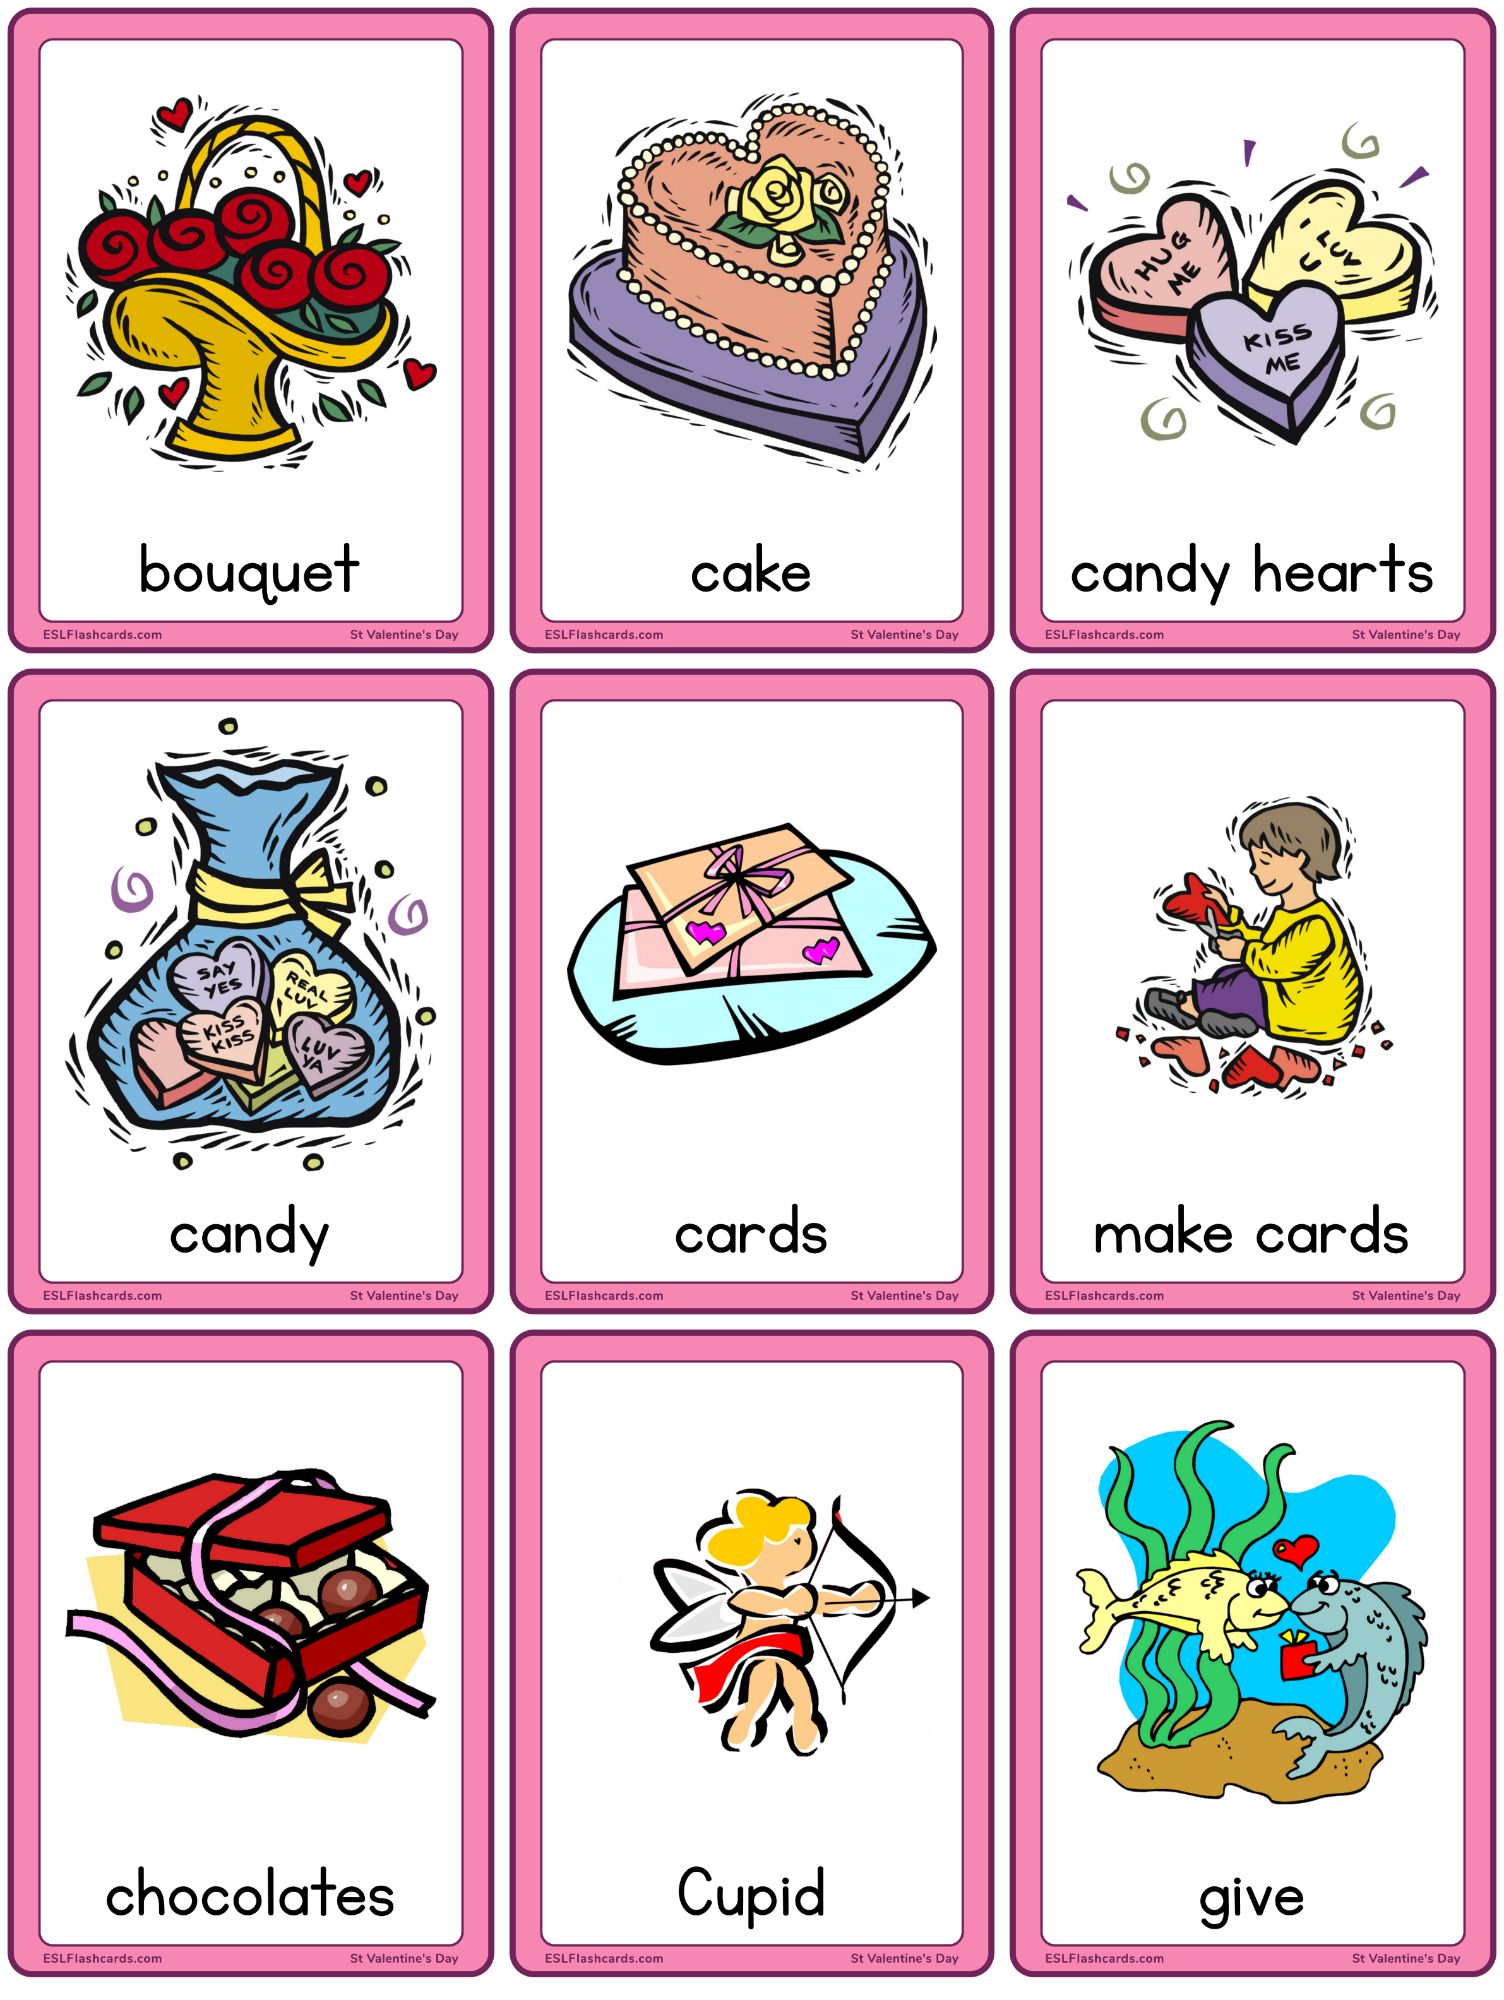 bouquet
ESLFlashcards.com St Valentine's Day
cake
ESLFlashcards.com St Valentine's Day
HUG
ME
I LUV
U
KISS
ME
candy hearts
ESLFlashcards.com St Valentine's Day
SAY
YES
REAL
LUV
KISS
KISS
LUV
YA
candy
ESLFlashcards.com St Valentine's Day
cards
ESLFlashcards.com St Valentine's Day
make cards
ESLFlashcards.com St Valentine's Day
chocolates
ESLFlashcards.com St Valentine's Day
Cupid
ESLFlashcards.com St Valentine's Day
give
ESLFlashcards.com St Valentine's Day